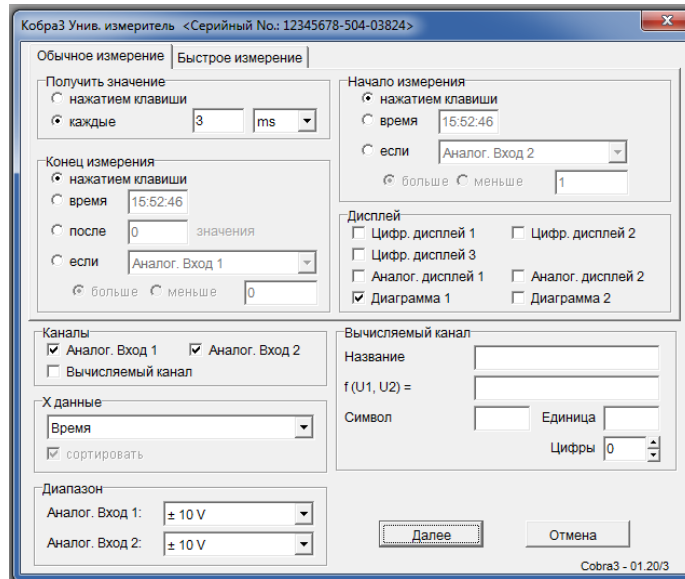 Кобра3 Унив. измеритель <Серийный No.: 12345678-504-03824>
Обычное измерение Быстрое измерение
Получить значение
нажатием клавиши
каждые 3 ms
Конец измерения
нажатием клавиши
время 15:52:46
после 0 значения
если Аналог. Вход 1
больше меньше 0
Начало измерения
нажатием клавиши
время 15:52:46
если Аналог. Вход 2
больше меньше 1
Дисплей
Цифр. дисплей 1 Цифр. дисплей 2
Цифр. дисплей 3
Аналог. дисплей 1 Аналог. дисплей 2
Диаграмма 1 Диаграмма 2
Каналы
Аналог. Вход 1 Аналог. Вход 2
Вычисляемый канал
X данные
Время
сортировать
Диапазон
Аналог. Вход 1: ± 10 V
Аналог. Вход 2: ± 10 V
Вычисляемый канал
Название
f (U1, U2) =
Символ Единица
Цифры 0
Далее Отмена
Cobra3 - 01.20/3